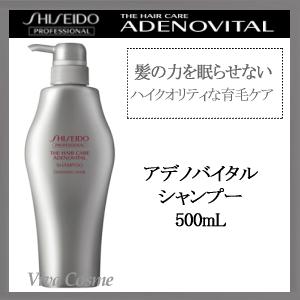 SHISEIDO
PROFESSIONAL
THE HAIR CARE
ADENOVITAL
髪の力を眠らせない
ハイクオリティな育毛ケア
SHISEIDO
PROFESSIONAL
THE HAIR CARE
ADENOVITAL
SHAMPOO
THINNING HAIR
アデノバイタル
シャンプー
500mL
Viva Cosme